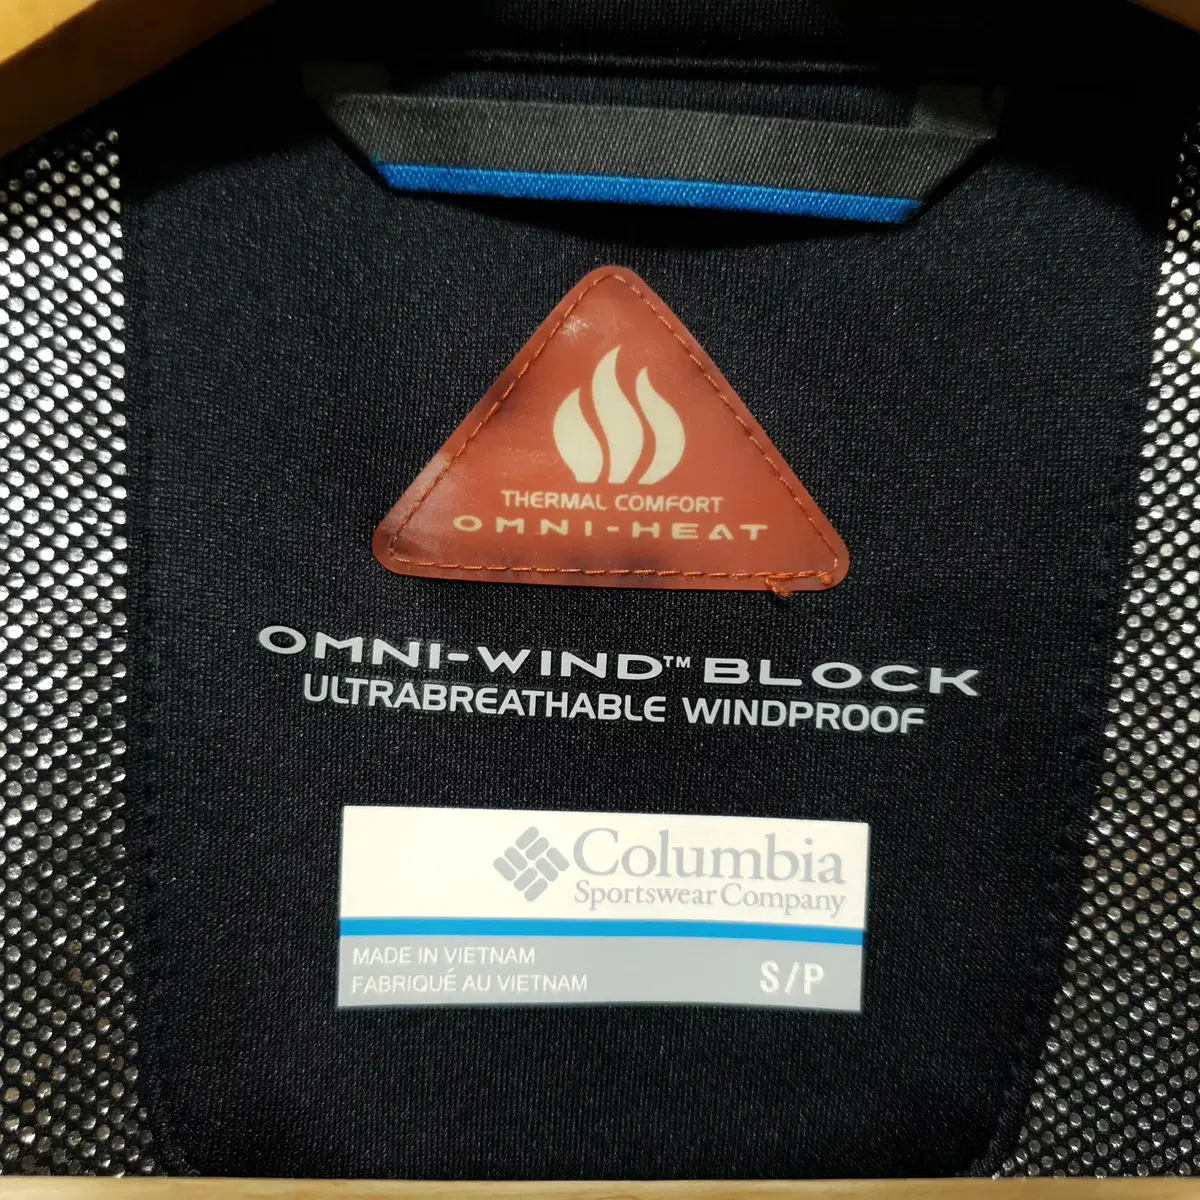 THERMAL COMFORT
OMNI-HEAT
OMNI-WIND™ BLOCK
ULTRABREATHABLE WINDPROOF
Columbia
Sportswear Company
MADE IN VIETNAM
FABRIQUÉ AU VIETNAM
S/P